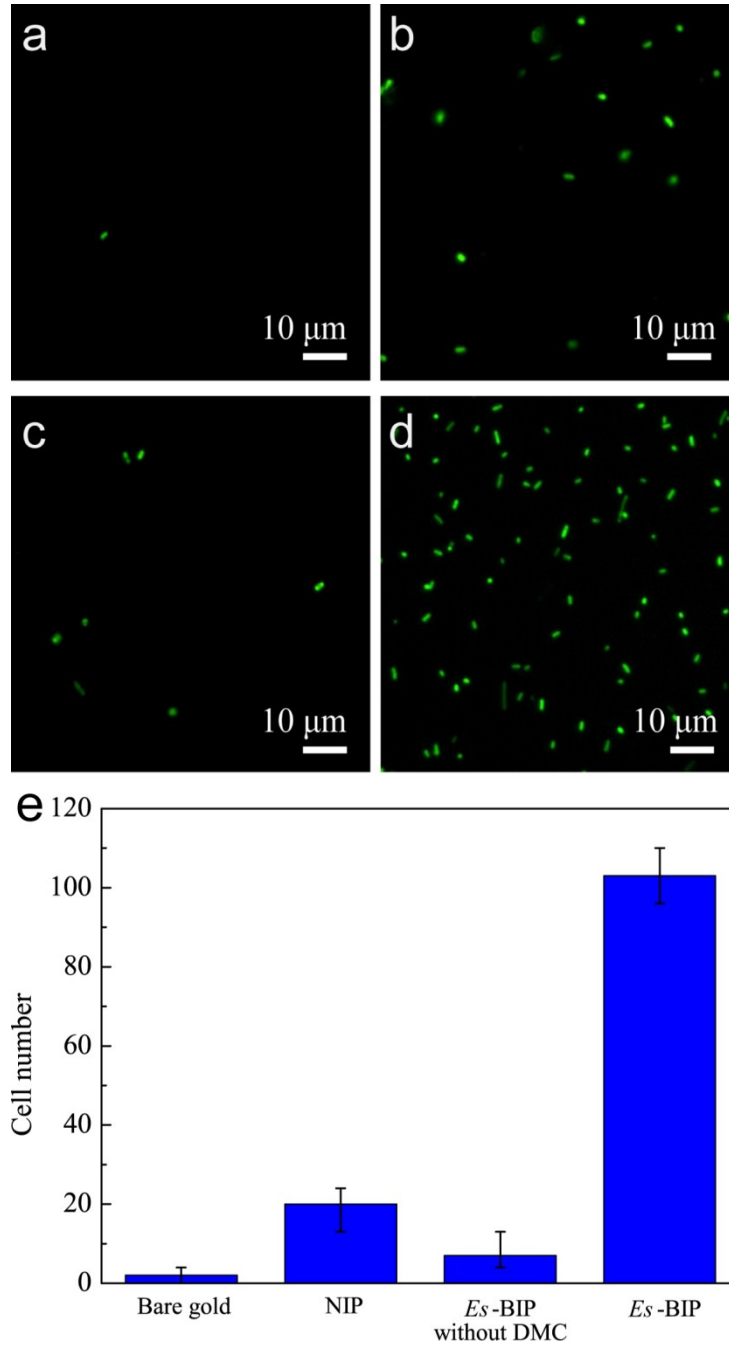 a
b
10 μm
10 μm
c
d
10 μm
10 μm
e
120
100
80
60
40
20
0
Cell number
Bare gold
NIP
Es-BIP
without DMC
Es-BIP